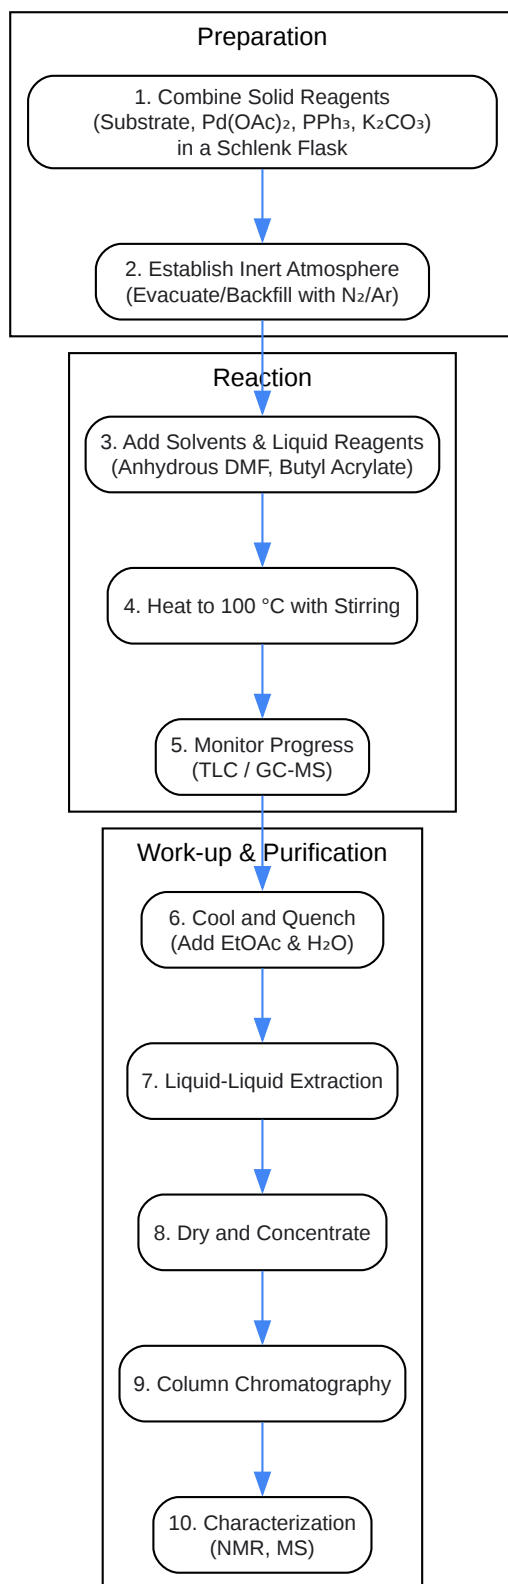 Preparation
1. Combine Solid Reagents
(Substrate, Pd(OAc)₂, PPh₃, K₂CO₃)
in a Schlenk Flask
2. Establish Inert Atmosphere
(Evacuate/Backfill with N₂/Ar)
Reaction
3. Add Solvents & Liquid Reagents
(Anhydrous DMF, Butyl Acrylate)
4. Heat to 100 °C with Stirring
5. Monitor Progress
(TLC / GC-MS)
Work-up & Purification
6. Cool and Quench
(Add EtOAc & H₂O)
7. Liquid-Liquid Extraction
8. Dry and Concentrate
9. Column Chromatography
10. Characterization
(NMR, MS)